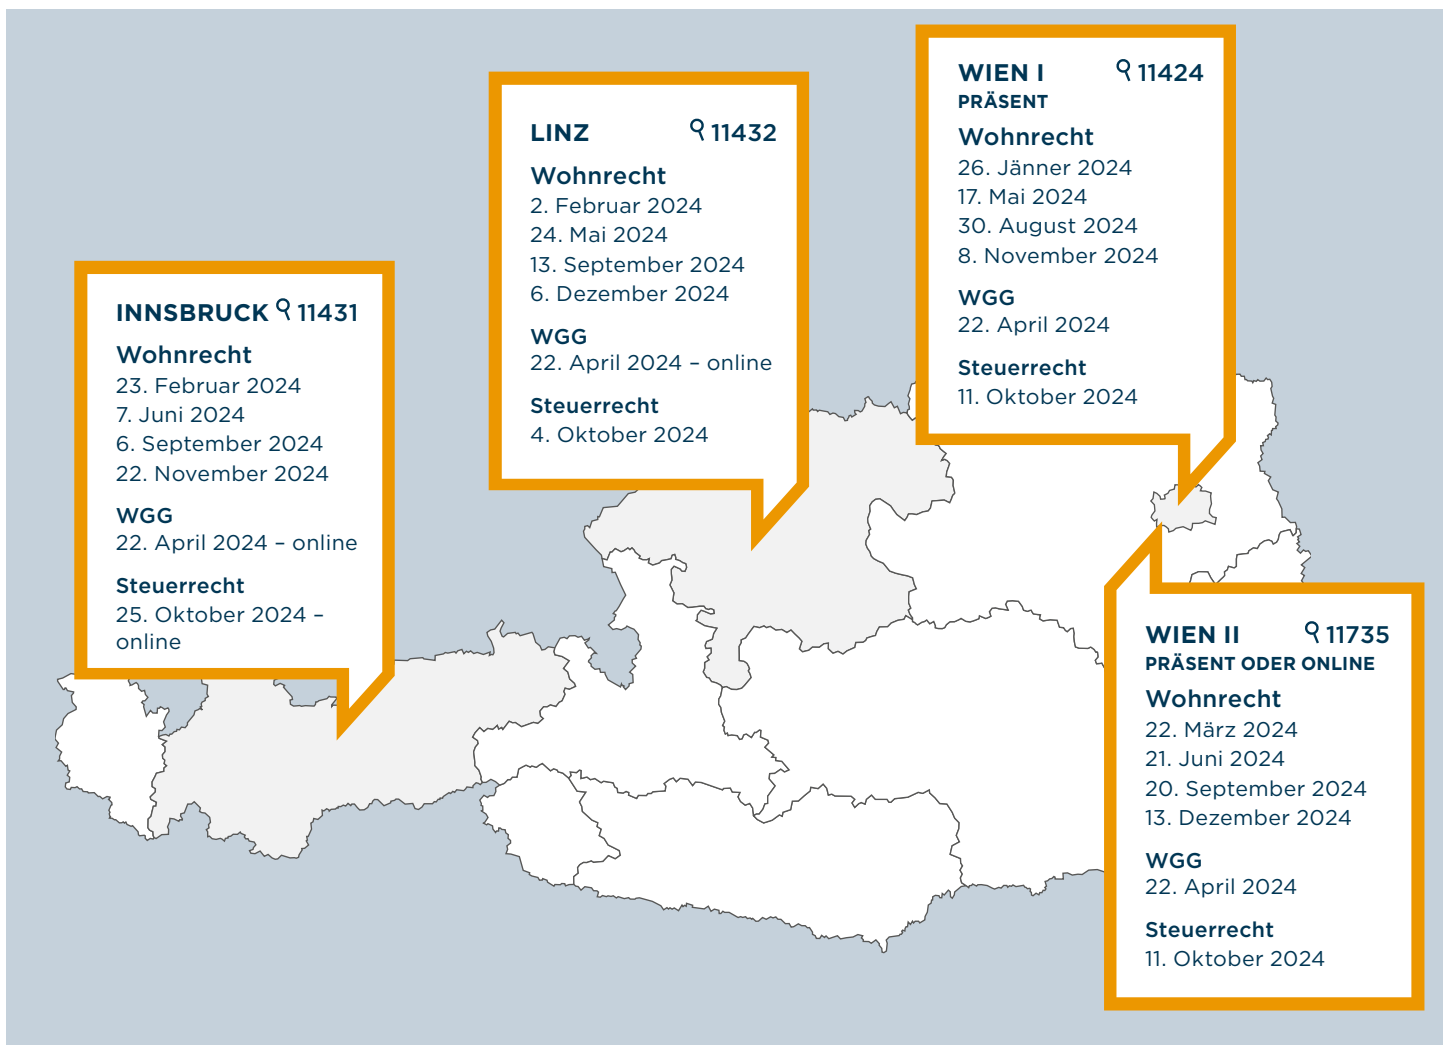 INNSBRUCK 11431
Wohnrecht
23. Februar 2024
7. Juni 2024
6. September 2024
22. November 2024
WGG
22. April 2024 – online
Steuerrecht
25. Oktober 2024 –
online
LINZ 11432
Wohnrecht
2. Februar 2024
24. Mai 2024
13. September 2024
6. Dezember 2024
WGG
22. April 2024 – online
Steuerrecht
4. Oktober 2024
WIEN I 11424
PRÄSENT
Wohnrecht
26. Jänner 2024
17. Mai 2024
30. August 2024
8. November 2024
WGG
22. April 2024
Steuerrecht
11. Oktober 2024
WIEN II 11735
PRÄSENT ODER ONLINE
Wohnrecht
22. März 2024
21. Juni 2024
20. September 2024
13. Dezember 2024
WGG
22. April 2024
Steuerrecht
11. Oktober 2024